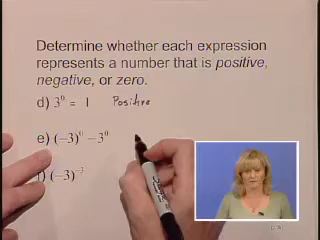 Determine whether each expression
represents a number that is positive,
negative, or zero.
d) 3⁰ = 1 Positive
e) (−3)⁰ − 3⁰
f) (−3)⁻³